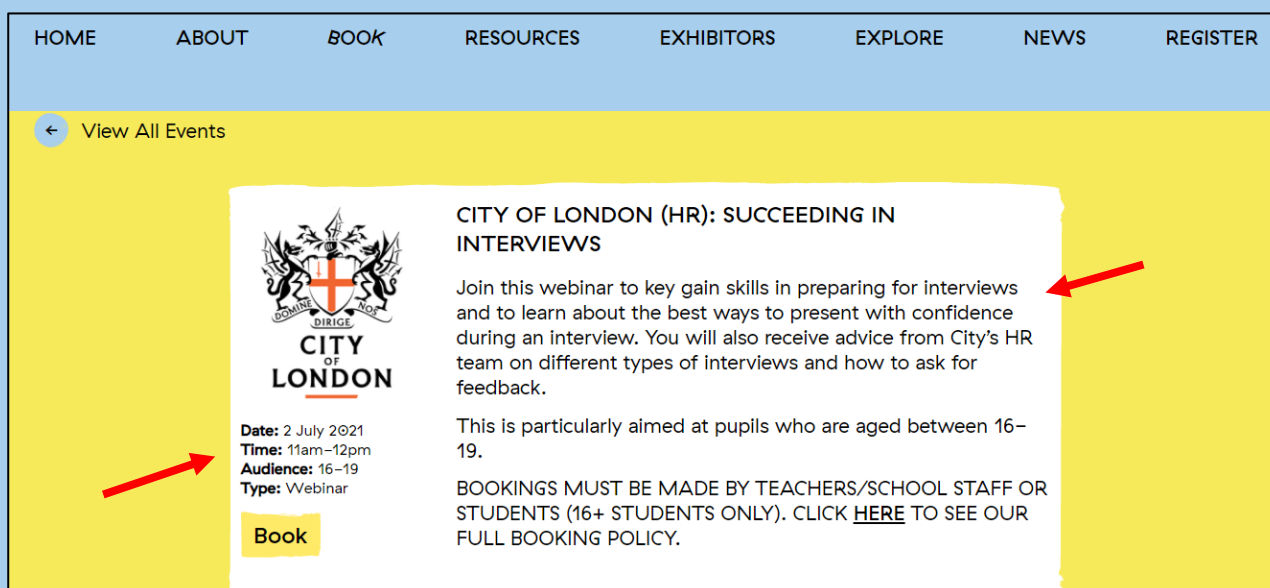 HOME ABOUT BOOK RESOURCES EXHIBITORS EXPLORE NEWS REGISTER
← View All Events
DOMINE DIRIGE NOS
CITY
OF
LONDON
Date: 2 July 2021
Time: 11am–12pm
Audience: 16–19
Type: Webinar
Book
CITY OF LONDON (HR): SUCCEEDING IN
INTERVIEWS
Join this webinar to key gain skills in preparing for interviews
and to learn about the best ways to present with confidence
during an interview. You will also receive advice from City's HR
team on different types of interviews and how to ask for
feedback.
This is particularly aimed at pupils who are aged between 16–
19.
BOOKINGS MUST BE MADE BY TEACHERS/SCHOOL STAFF OR
STUDENTS (16+ STUDENTS ONLY). CLICK HERE TO SEE OUR
FULL BOOKING POLICY.